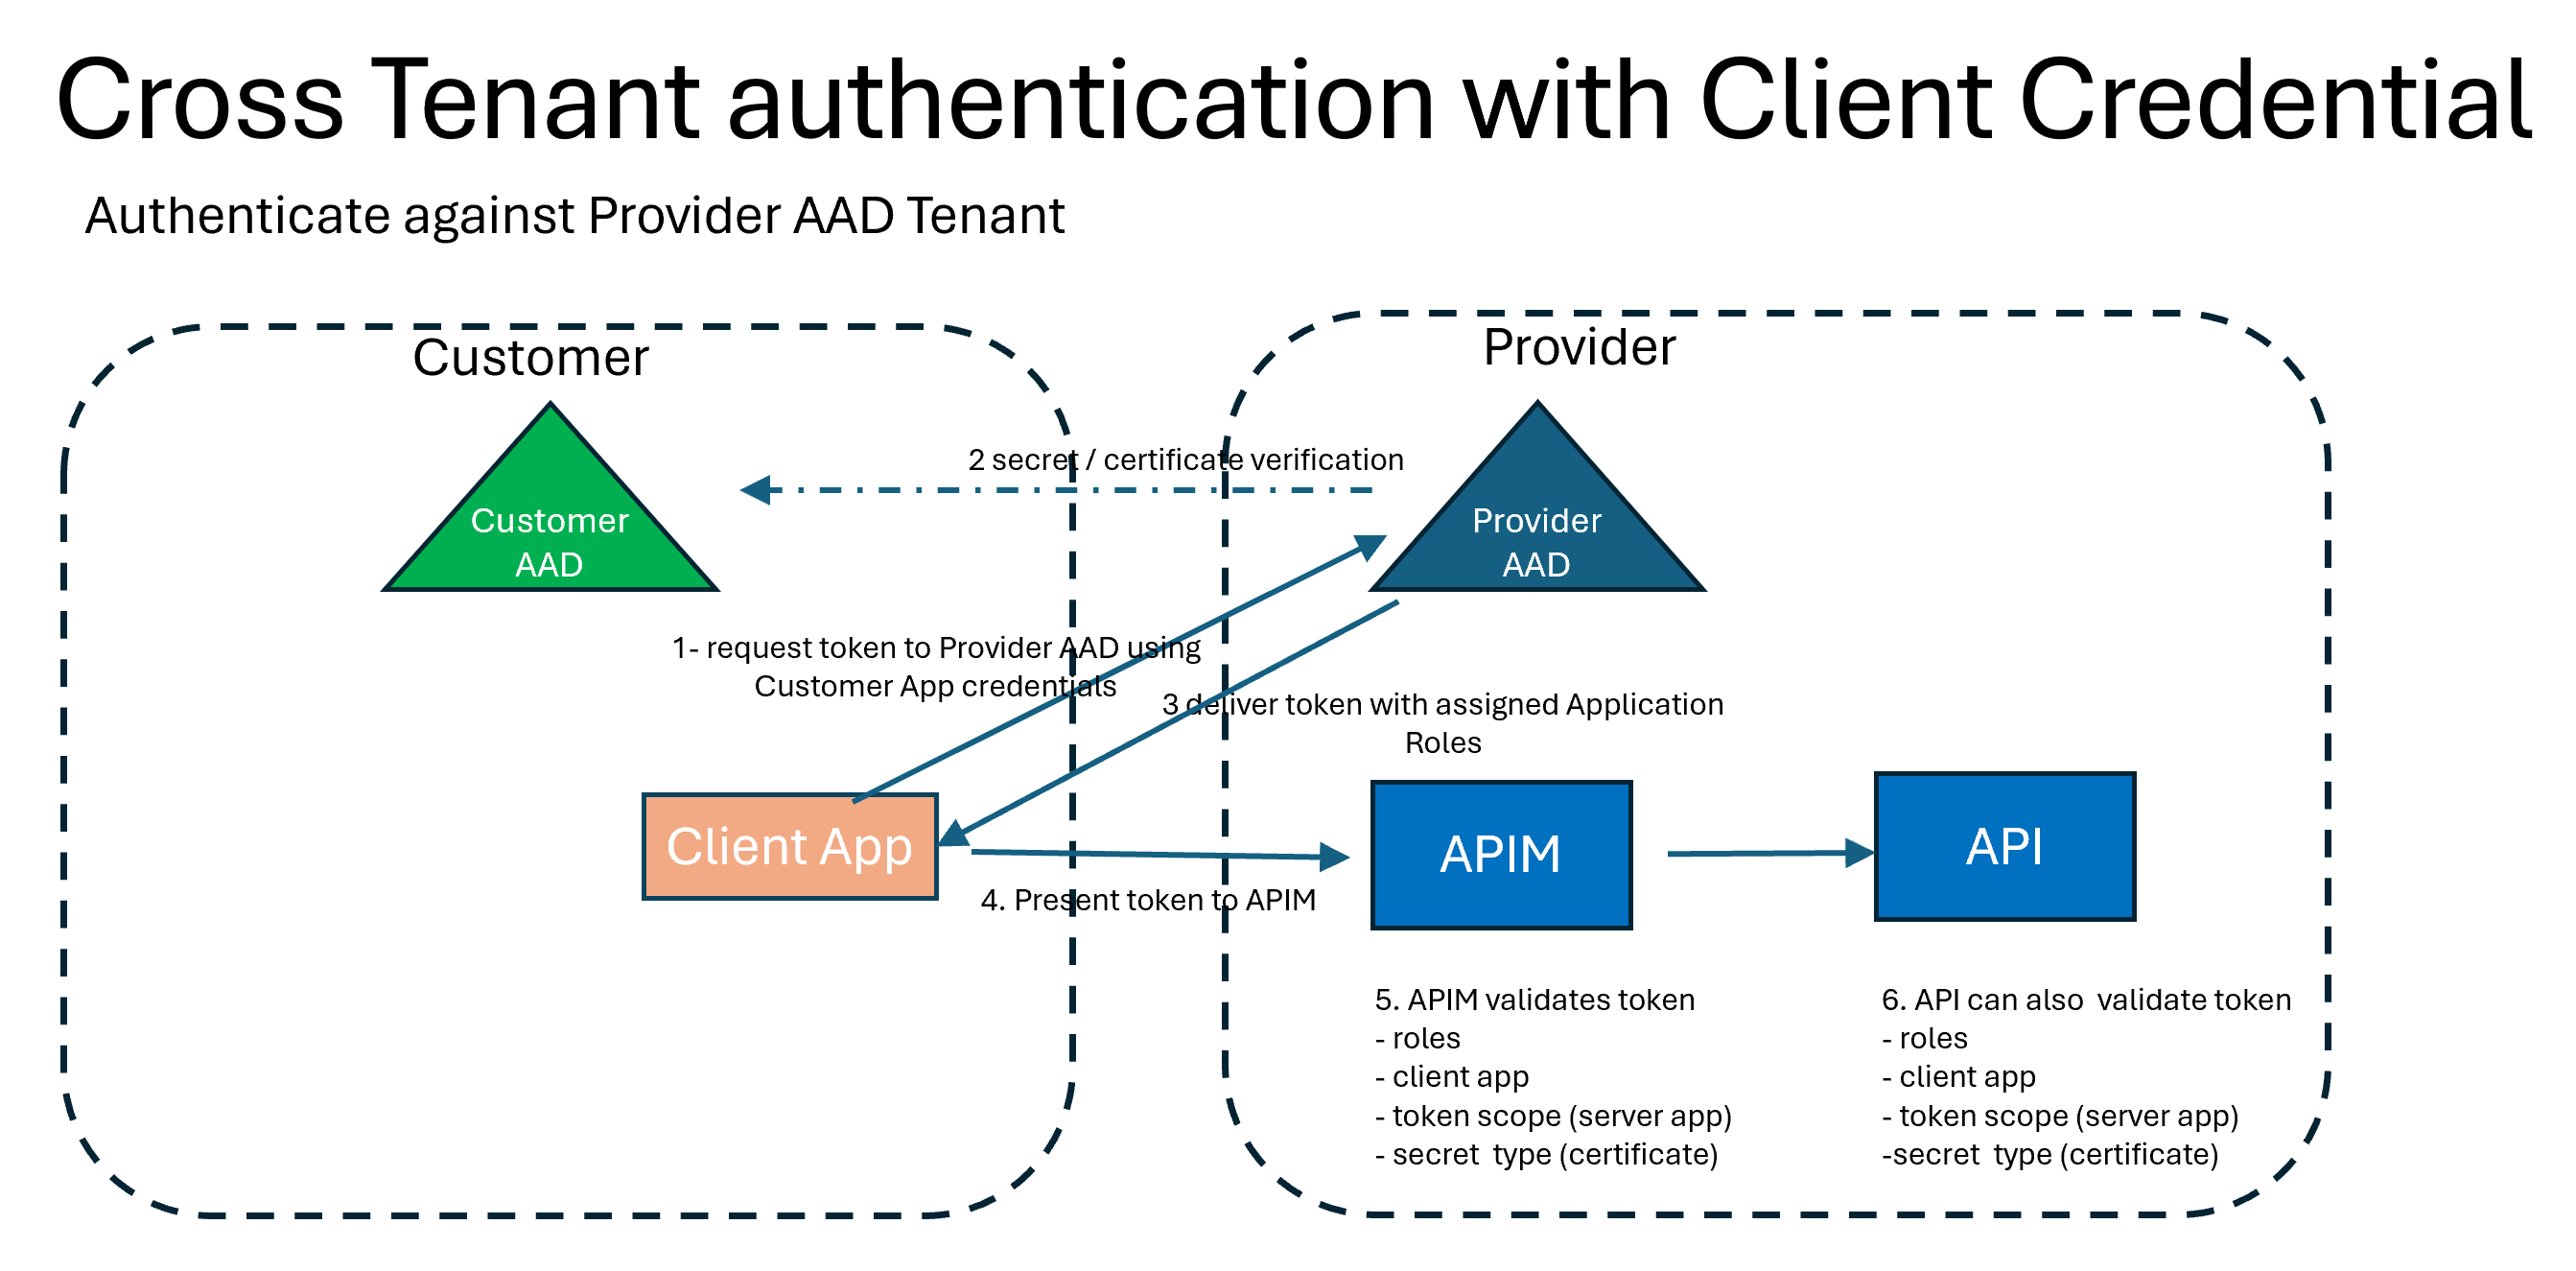 Cross Tenant authentication with Client Credential
Authenticate against Provider AAD Tenant
Customer
Provider
2 secret / certificate verification
Customer
AAD
Provider
AAD
1- request token to Provider AAD using
Customer App credentials
3 deliver token with assigned Application
Roles
Client App
APIM
API
4. Present token to APIM
5. APIM validates token
- roles
- client app
- token scope (server app)
- secret  type (certificate)
6. API can also  validate token
- roles
- client app
- token scope (server app)
-secret  type (certificate)